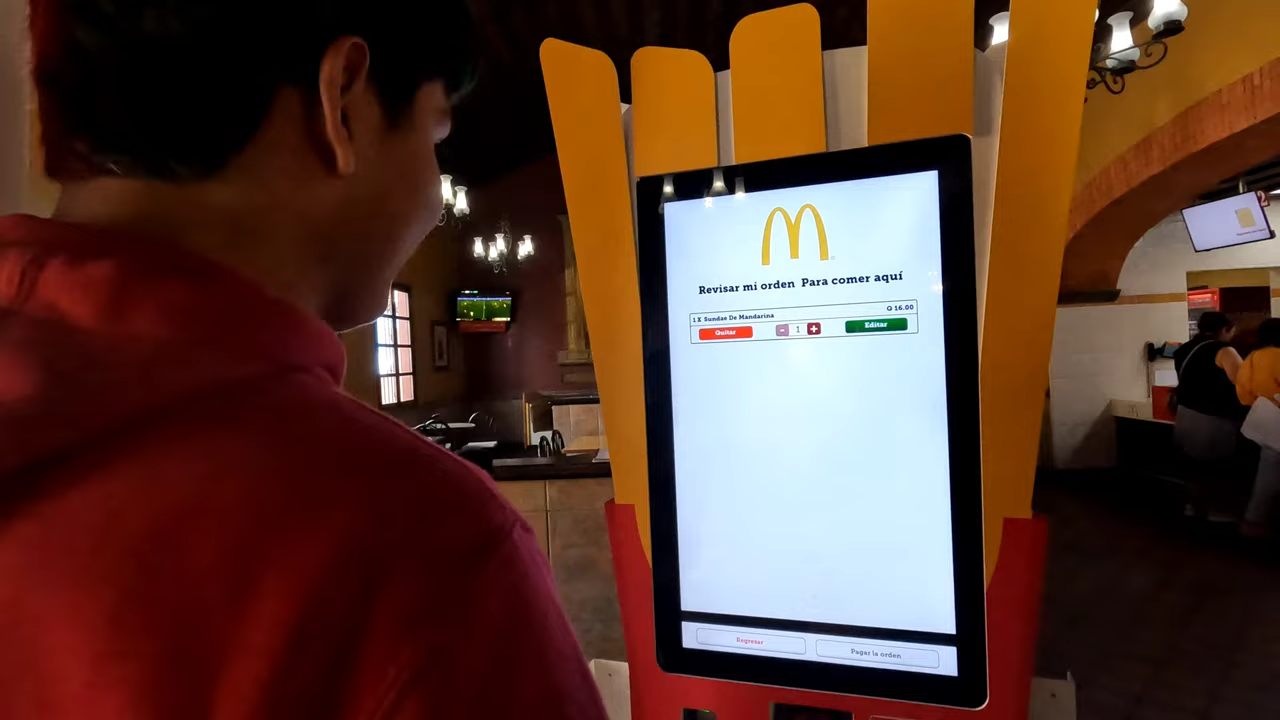 Revisar mi orden Para comer aquí
1 X Sundae De Mandarina Q 16.00
Quitar - 1 + Editar
Regresar Pagar la orden
2